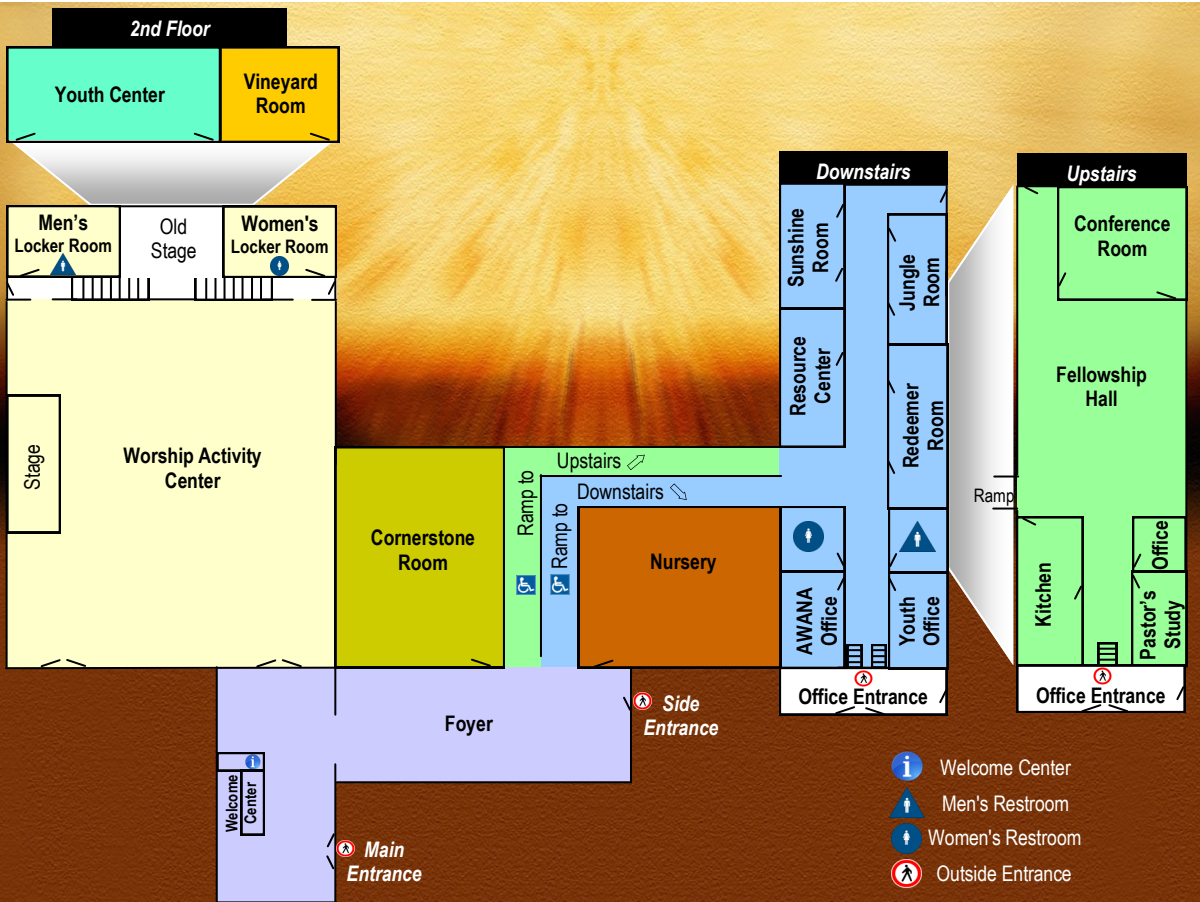 2nd Floor
Youth Center
Vineyard
Room
Men's
Locker Room
Old
Stage
Women's
Locker Room
Stage
Worship Activity
Center
Cornerstone
Room
Ramp to
Upstairs
Ramp to
Downstairs
Nursery
Downstairs
Sunshine
Room
Jungle
Room
Resource
Center
Redeemer
Room
AWANA
Office
Youth
Office
Office Entrance
Upstairs
Conference
Room
Fellowship
Hall
Ramp
Kitchen
Office
Pastor's
Study
Office Entrance
Foyer
Side
Entrance
Welcome
Center
i
Main
Entrance
i
Welcome Center
Men's Restroom
Women's Restroom
Outside Entrance